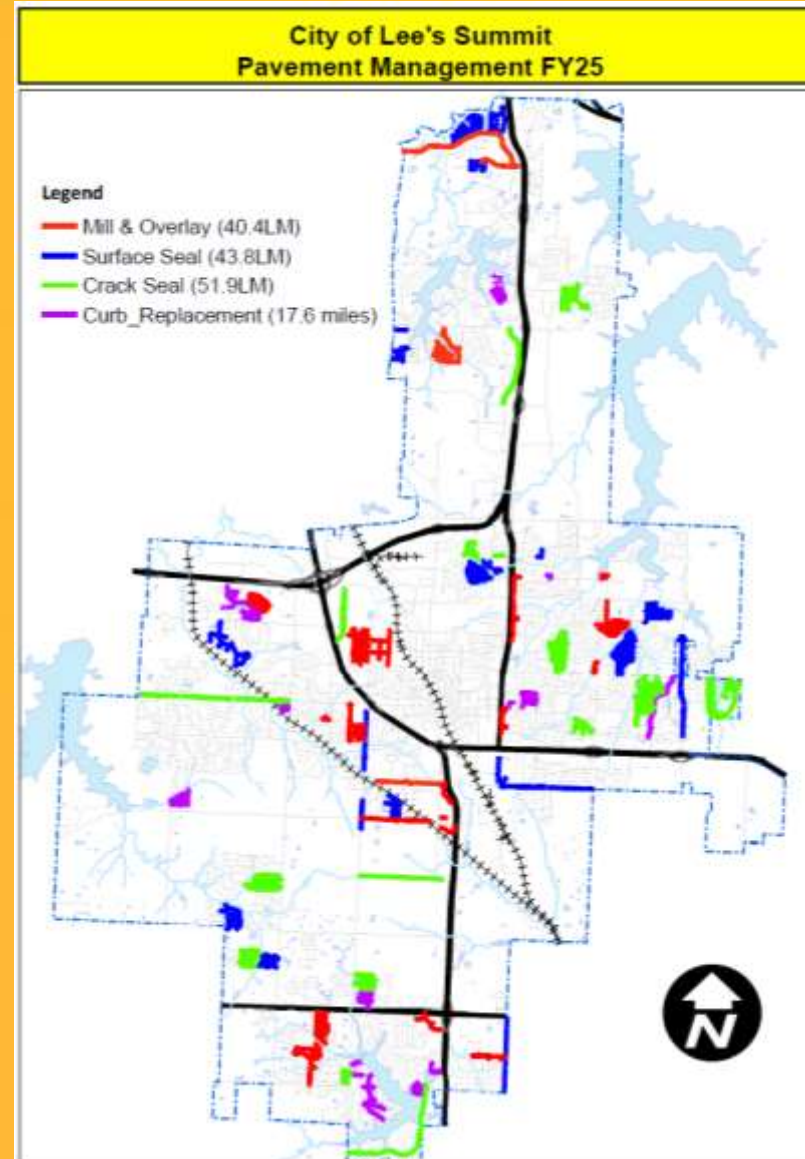 City of Lee's Summit
Pavement Management FY25
Legend
Mill & Overlay (40.4LM)
Surface Seal (43.8LM)
Crack Seal (51.9LM)
Curb_Replacement (17.6 miles)
N